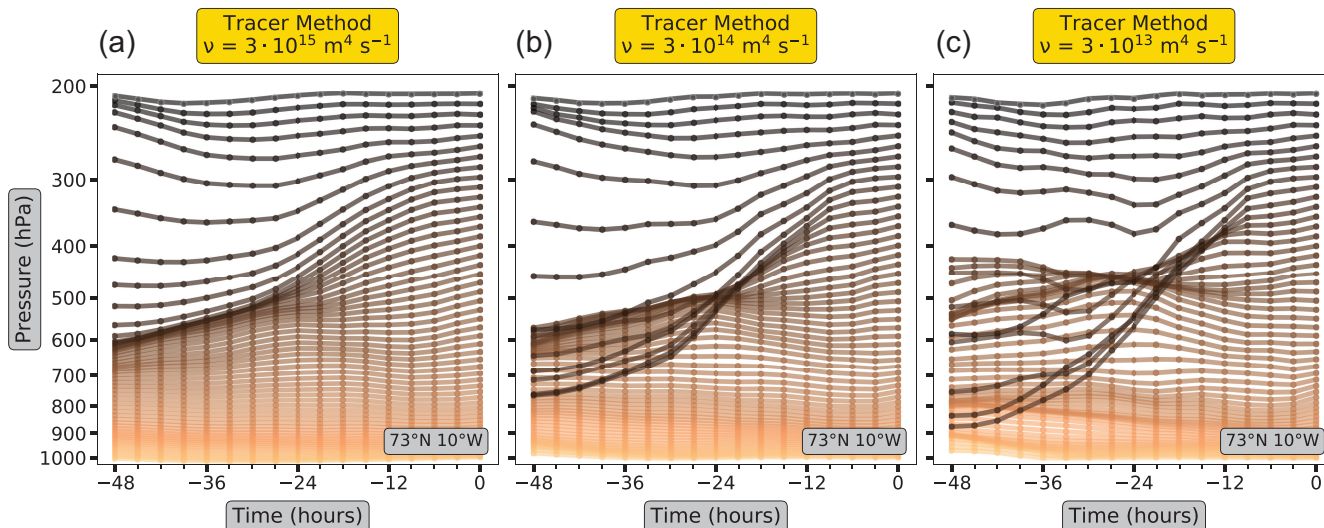 (a)
Tracer Method
ν = 3 · 10¹⁵ m⁴ s⁻¹
(b)
Tracer Method
ν = 3 · 10¹⁴ m⁴ s⁻¹
(c)
Tracer Method
ν = 3 · 10¹³ m⁴ s⁻¹
Pressure (hPa)
200
300
400
500
600
700
800
900
1000
73°N 10°W
73°N 10°W
73°N 10°W
−48 −36 −24 −12 0
−48 −36 −24 −12 0
−48 −36 −24 −12 0
Time (hours)
Time (hours)
Time (hours)